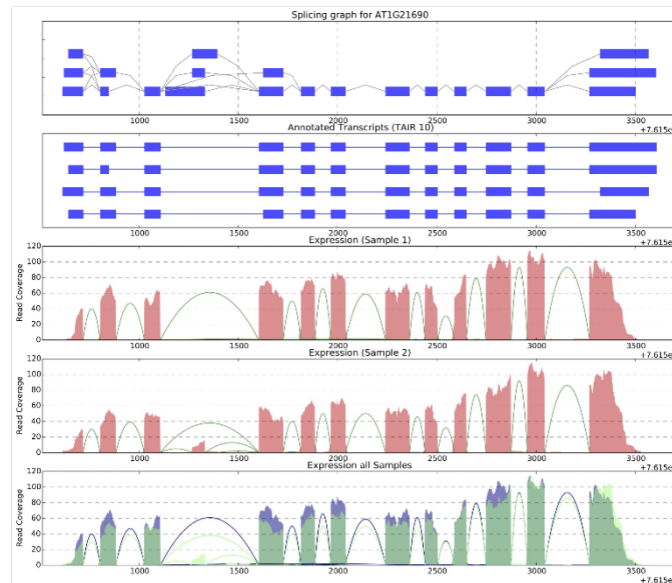 Splicing graph for AT1G21690
1000 1500 2000 2500 3000 3500
+7.615e
Annotated Transcripts (TAIR 10)
1000 1500 2000 2500 3000 3500
+7.615e
Expression (Sample 1)
Read Coverage
120
100
80
60
40
20
0
1000 1500 2000 2500 3000 3500
+7.615e
Expression (Sample 2)
Read Coverage
120
100
80
60
40
20
0
1000 1500 2000 2500 3000 3500
+7.615e
Expression all Samples
Read Coverage
120
100
80
60
40
20
0
1000 1500 2000 2500 3000 3500
+7.615e